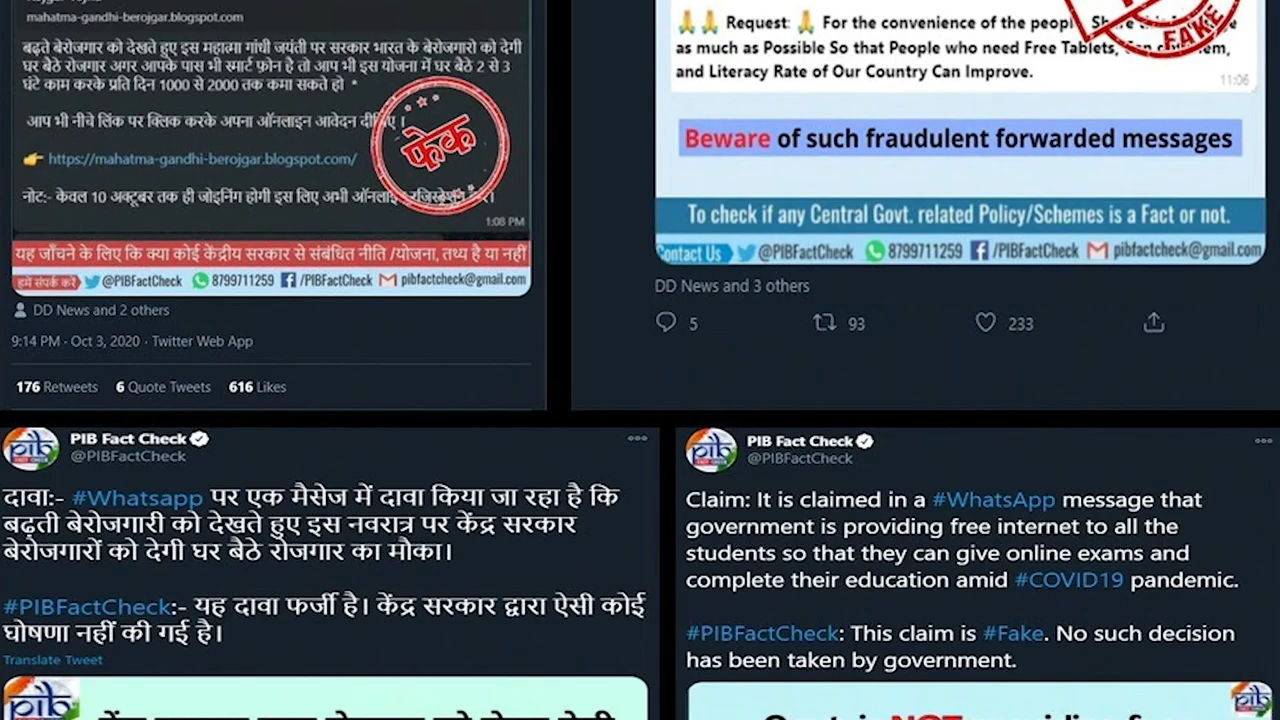 mahatma-gandhi-berojgar.blogspot.com
बढ़ते बेरोजगार को देखते हुए इस महात्मा गांधी जयंती पर सरकार भारत के बेरोजगारो को देगी
घर बैठे रोजगार अगर आपके पास भी स्मार्ट फ़ोन है तो आप भी इस योजना में घर बैठे 2 से 3
घंटे काम करके प्रति दिन 1000 से 2000 तक कमा सकते हो *
आप भी नीचे लिंक पर क्लिक करके अपना ऑनलाइन आवेदन दीजिए ।
फेक
👉 https://mahatma-gandhi-berojgar.blogspot.com/
नोट:- केवल 10 अक्टूबर तक ही जोइनिंग होगी इस लिए अभी ऑनलाइन रजिस्ट्रेशन करें।
1:08 PM
यह जाँचने के लिए कि क्या कोई केंद्रीय सरकार से संबंधित नीति /योजना, तथ्य है या नहीं
हमें संपर्क करें @PIBFactCheck 8799711259 /PIBFactCheck pibfactcheck@gmail.com
DD News and 2 others
9:14 PM · Oct 3, 2020 · Twitter Web App
176 Retweets 6 Quote Tweets 616 Likes
🙏🙏 Request: 🙏 For the convenience of the people, Share
as much as Possible So that People who need Free Tablets,
and Literacy Rate of Our Country Can Improve.
FAKE
11:06
Beware of such fraudulent forwarded messages
To check if any Central Govt. related Policy/Schemes is a Fact or not.
Contact Us @PIBFactCheck 8799711259 /PIBFactCheck pibfactcheck@gmail.com
DD News and 3 others
5 93 233
PIB Fact Check
@PIBFactCheck
दावा:- #Whatsapp पर एक मैसेज में दावा किया जा रहा है कि
बढ़ती बेरोजगारी को देखते हुए इस नवरात्र पर केंद्र सरकार
बेरोजगारों को देगी घर बैठे रोजगार का मौका।
#PIBFactCheck:- यह दावा फर्जी है। केंद्र सरकार द्वारा ऐसी कोई
घोषणा नहीं की गई है।
Translate Tweet
pib
PIB Fact Check
@PIBFactCheck
Claim: It is claimed in a #WhatsApp message that
government is providing free internet to all the
students so that they can give online exams and
complete their education amid #COVID19 pandemic.
#PIBFactCheck: This claim is #Fake. No such decision
has been taken by government.
pib